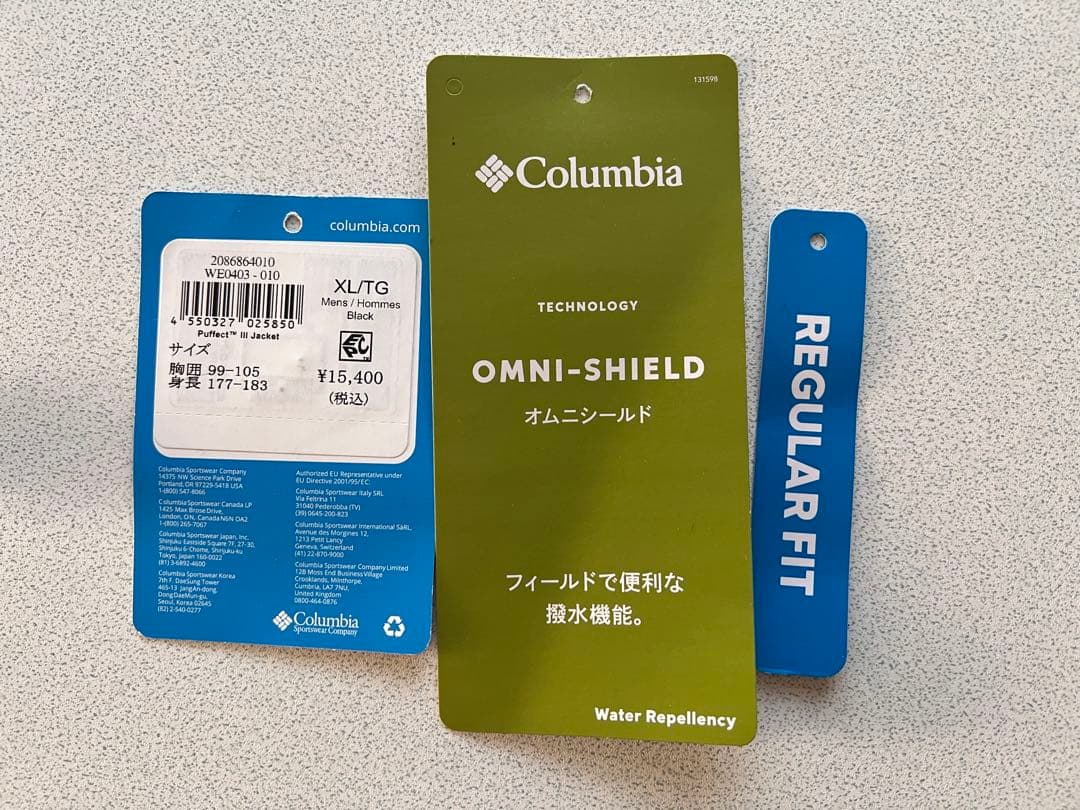 columbia.com
2086864010
WE0403 - 010
4 550327 025850
Puffect™ III Jacket
サイズ
胸囲 99-105
身長 177-183
XL/TG
Mens / Hommes
Black
¥15,400
(税込)
Columbia Sportswear Company
14375 NW Science Park Drive
Portland, OR 97229-5418 USA
1-(800) 547-8066
Columbia Sportswear Canada LP
1425 Max Brose Drive,
London, ON, Canada N6N 0A2
1-(800) 265-7067
Columbia Sportswear Japan, Inc.
Shinjuku Eastside Square 7F, 27-30,
Shinjuku 6-Chome, Shinjuku-ku
Tokyo, Japan 160-0022
(81) 3-6892-4600
Columbia Sportswear Korea
7th F. DaeSung Tower
465-13 JangAn-dong,
DongDaeMun-gu,
Seoul, Korea 02645
(82) 2-540-0277
Authorized EU Representative under
EU Directive 2001/95/EC:
Columbia Sportswear Italy SRL
Via Feltrina 11
31040 Pederobba (TV)
(39) 0645-200-823
Columbia Sportswear International SàRL,
Avenue des Morgines 12,
1213 Petit Lancy
Geneva, Switzerland
(41) 22-870-9000
Columbia Sportswear Company Limited
12B Moss End Business Village
Crooklands, Milnthorpe,
Cumbria, LA7 7NU,
United Kingdom
0800-464-0876
Columbia
Sportswear Company
131598
Columbia
TECHNOLOGY
OMNI-SHIELD
オムニシールド
フィールドで便利な
撥水機能。
Water Repellency
REGULAR FIT